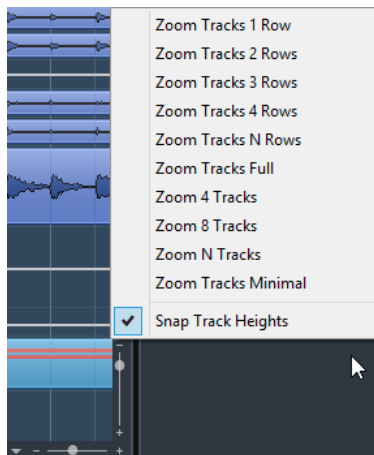 Zoom Tracks 1 Row
Zoom Tracks 2 Rows
Zoom Tracks 3 Rows
Zoom Tracks 4 Rows
Zoom Tracks N Rows
Zoom Tracks Full
Zoom 4 Tracks
Zoom 8 Tracks
Zoom N Tracks
Zoom Tracks Minimal
Snap Track Heights